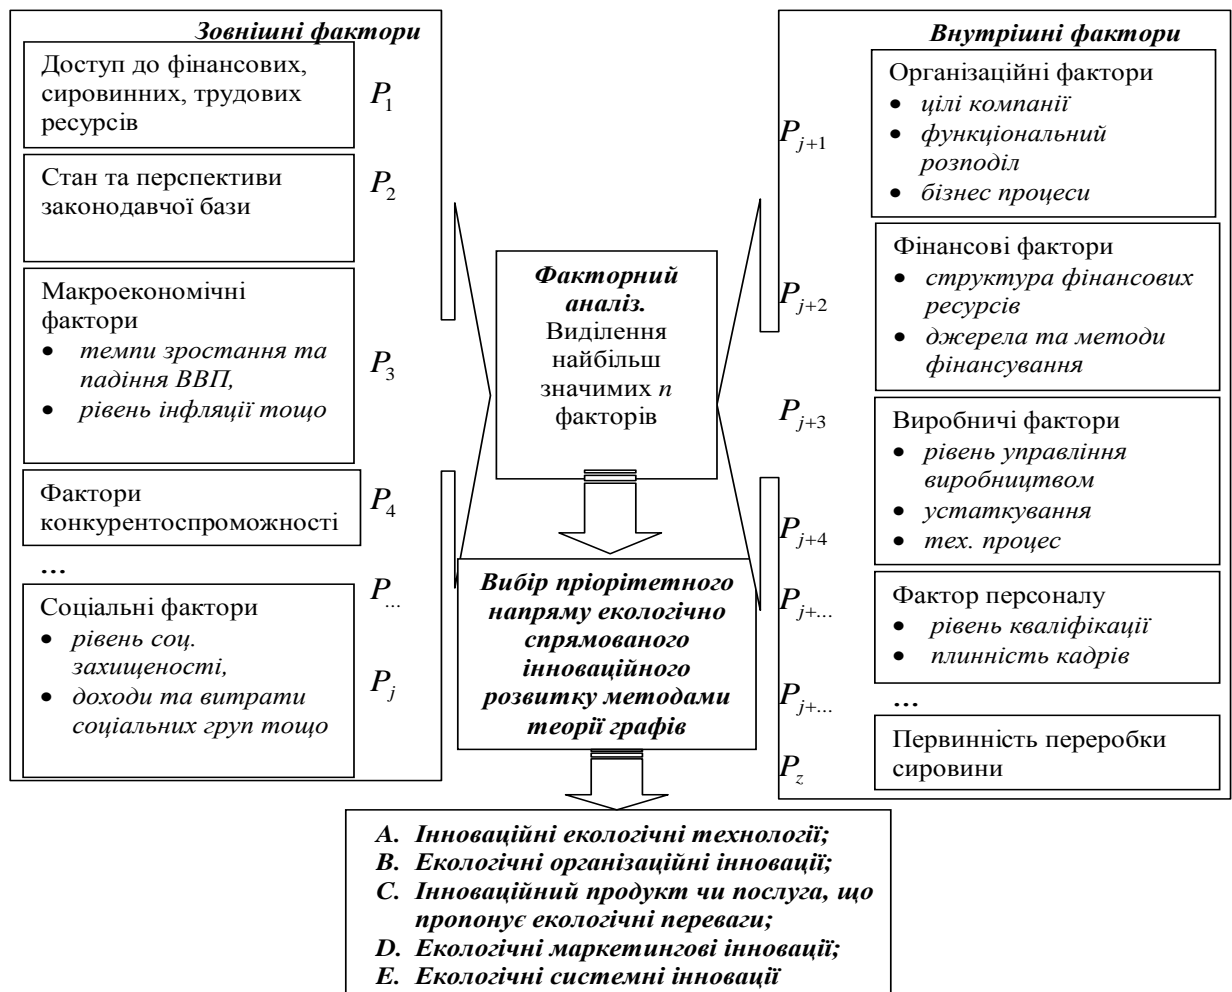 Зовнішні фактори
Доступ до фінансових,
сировинних, трудових
ресурсів
P₁
Стан та перспективи
законодавчої бази
P₂
Макроекономічні
фактори
• темпи зростання та
падіння ВВП,
• рівень інфляції тощо
P₃
Фактори
конкурентоспроможності
P₄
...
P...
Соціальні фактори
• рівень соц.
захищеності,
• доходи та витрати
соціальних груп тощо
Pⱼ
Факторний
аналіз.
Виділення
найбільш
значимих n
факторів
Вибір пріорітетного
напряму екологічно
спрямованого
інноваційного
розвитку методами
теорії графів
Внутрішні фактори
Pj+1
Організаційні фактори
• цілі компанії
• функціональний
розподіл
• бізнес процеси
Pj+2
Фінансові фактори
• структура фінансових
ресурсів
• джерела та методи
фінансування
Pj+3
Виробничі фактори
• рівень управління
виробництвом
• устаткування
• тех. процес
Pj+4
Pj+...
Фактор персоналу
• рівень кваліфікації
• плинність кадрів
Pj+...
...
Pz
Первинність переробки
сировини
A. Інноваційні екологічні технології;
B. Екологічні організаційні інновації;
C. Інноваційний продукт чи послуга, що
пропонує екологічні переваги;
D. Екологічні маркетингові інновації;
E. Екологічні системні інновації